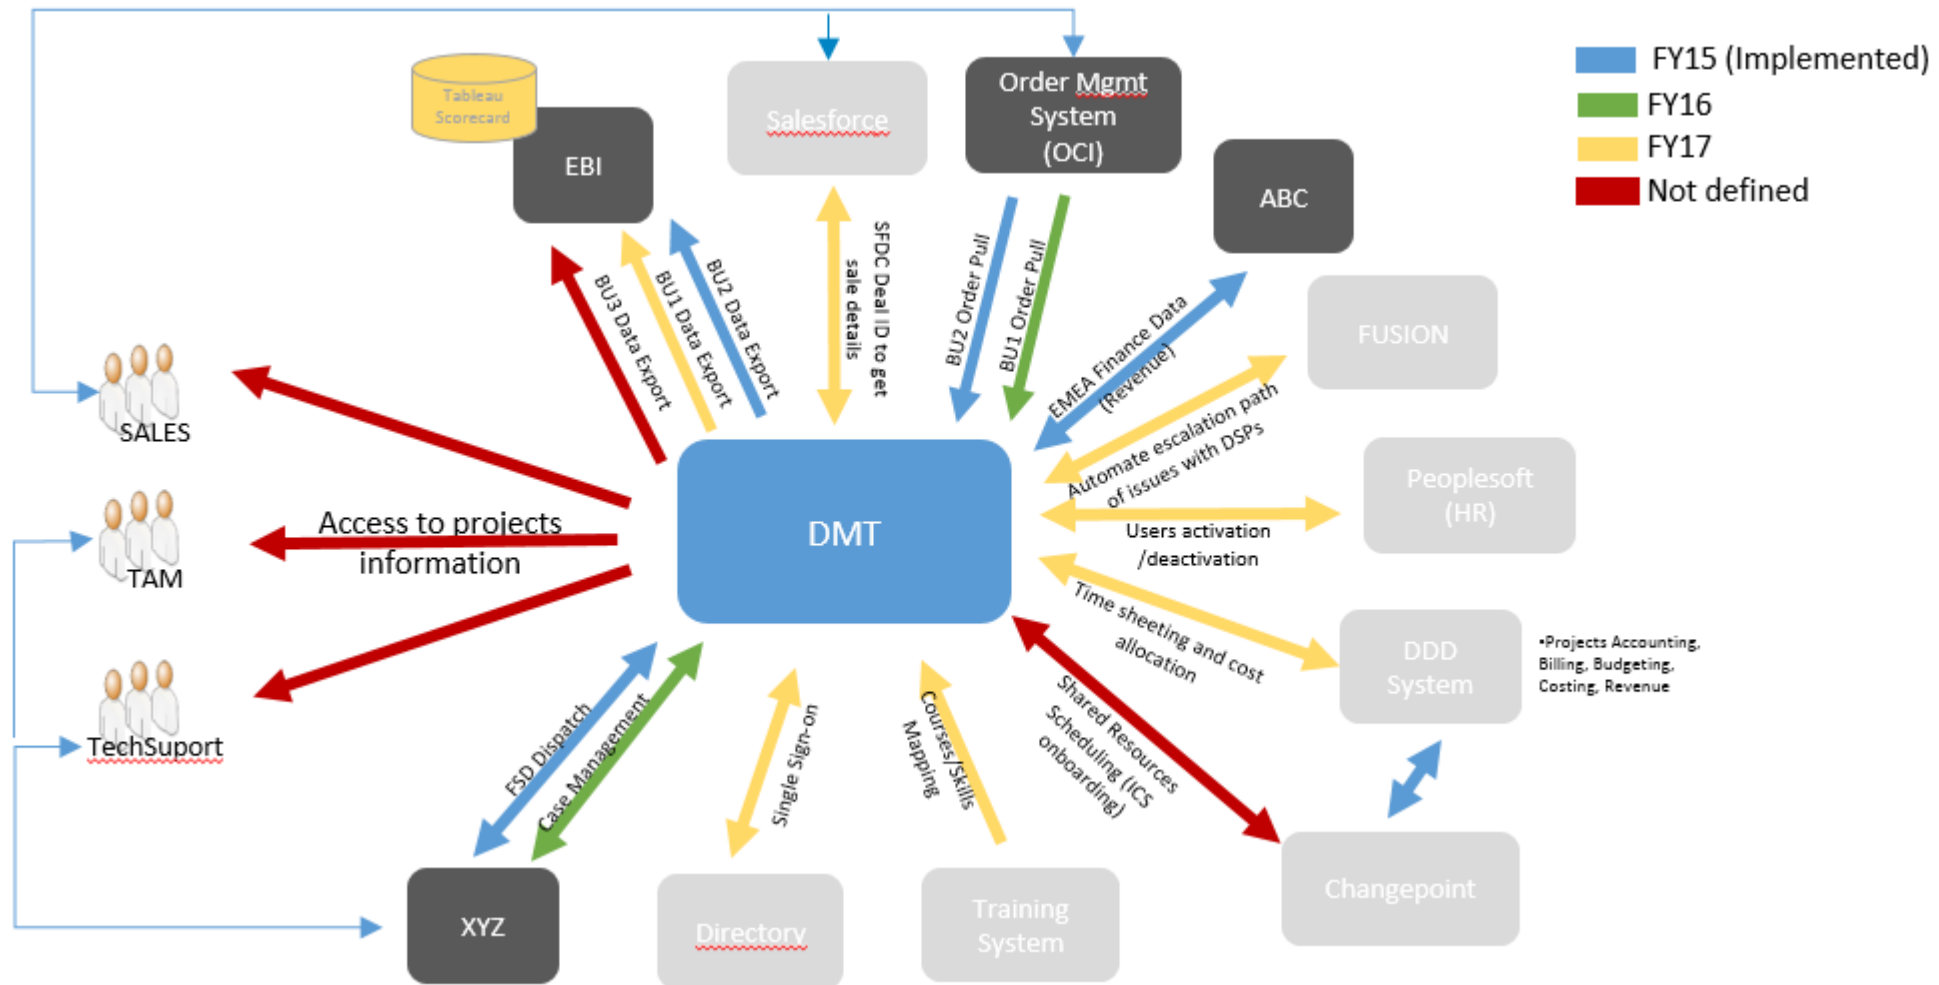 FY15 (Implemented)
FY16
FY17
Not defined
Tableau
Scorecard
EBI
Salesforce
Order Mgmt
System
(OCI)
ABC
FUSION
Peoplesoft
(HR)
DDD
System
•Projects Accounting,
Billing, Budgeting,
Costing, Revenue
Changepoint
Training
System
Directory
XYZ
SALES
TAM
TechSuport
DMT
BU3 Data Export
BU1 Data Export
BU2 Data Export
SFDC Deal ID to get
sale details
BU2 Order Pull
BU1 Order Pull
EMEA Finance Data
(Revenue)
Automate escalation path
of issues with DSPs
Users activation
/deactivation
Time sheeting and cost
allocation
Shared Resources
Scheduling (ICS
onboarding)
Courses/Skills
Mapping
Single Sign-on
Case Management
FSD Dispatch
Access to projects
information